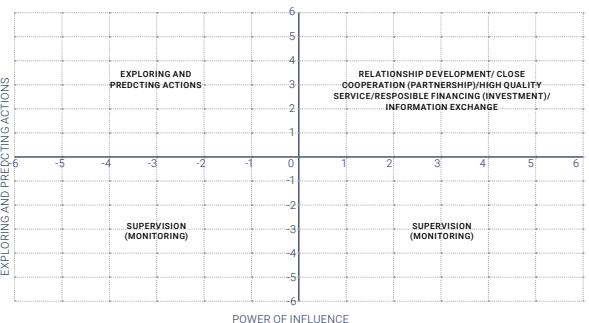 6
5
EXPLORING AND
PREDCTING ACTIONS
RELATIONSHIP DEVELOPMENT/ CLOSE
COOPERATION (PARTNERSHIP)/HIGH QUALITY
SERVICE/RESPOSIBLE FINANCING (INVESTMENT)/
INFORMATION EXCHANGE
4
3
2
1
EXPLORING AND PREDCTING ACTIONS
-6 -5 -4 -3 -2 -1 0 1 2 3 4 5 6
-1
-2
SUPERVISION
(MONITORING)
SUPERVISION
(MONITORING)
-3
-4
-5
-6
POWER OF INFLUENCE